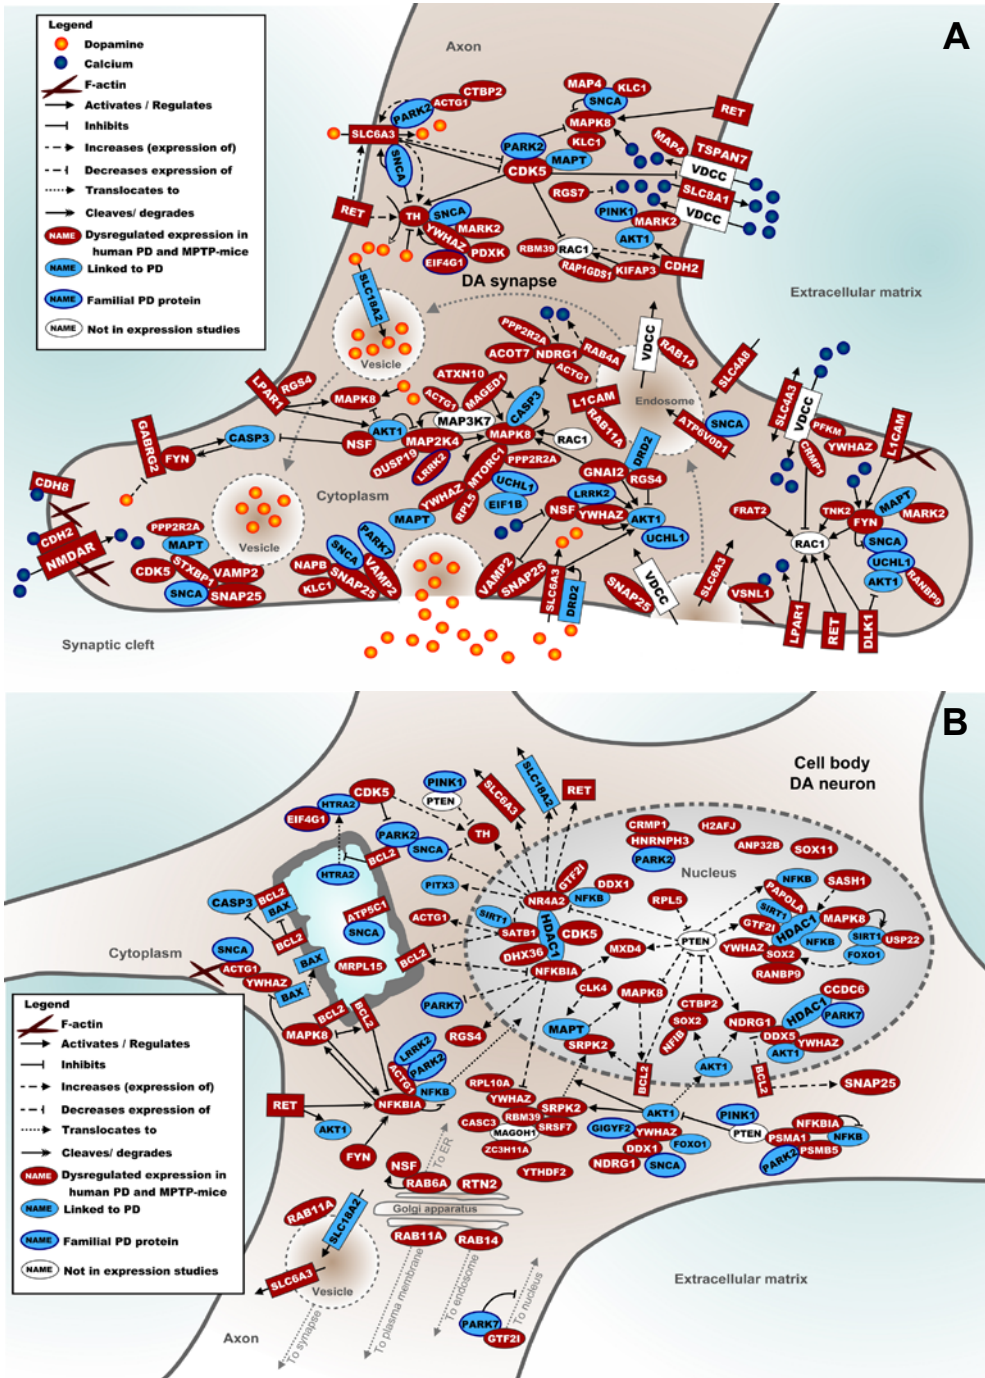 A
Legend
Dopamine
Calcium
F-actin
Activates / Regulates
Inhibits
Increases (expression of)
Decreases expression of
Translocates to
Cleaves/ degrades
NAME Dysregulated expression in
human PD and MPTP-mice
NAME Linked to PD
NAME Familial PD protein
NAME Not in expression studies
Axon
CTBP2
ACTG1
PARK2
SLC6A3
SNCA
RET
TH
SNCA
YWHAZ
MARK2
PDXK
EIF4G1
SLC18A2
Vesicle
MAP4
KLC1
SNCA
MAPK8
RET
PARK2
KLC1
MAPT
CDK5
MAP4
TSPAN7
VDCC
SLC8A1
VDCC
RGS7
PINK1
MARK2
AKT1
RBM39
RAC1
CDH2
KIFAP3
RAP1GDS1
DA synapse
Extracellular matrix
PPP2R2A
NDRG1
RAB4A
ACOT7
ACTG1
VDCC
RAB14
SLC4A8
Endosome
ATP6V0D1
SNCA
L1CAM
RAB11A
DRD2
LPAR1
RGS4
MAPK8
ATXN10
MAGED1
ACTG1
MAP3K7
CASP3
AKT1
MAP2K4
MAPK8
RAC1
NSF
CASP3
DUSP19
LRRK2
MTORC1
PPP2R2A
UCHL1
EIF1B
YWHAZ
RPL5
MAPT
GNAI2
RGS4
LRRK2
NSF
YWHAZ
AKT1
UCHL1
GABRG2
FYN
CDH8
CDH2
NMDAR
Cytoplasm
Vesicle
PPP2R2A
MAPT
CDK5
STXBP1
VAMP2
SNCA
SNAP25
NAPB
KLC1
SNCA
PARK7
SNAP25
VAMP2
VAMP2
SNAP25
SLC6A3
DRD2
SNAP25
VDCC
SLC6A3
VSNL1
LPAR1
RET
DLK1
SLC4A3
VDCC
PFKM
YWHAZ
CRMP1
L1CAM
FRAT2
TNK2
FYN
MAPT
MARK2
RAC1
SNCA
UCHL1
AKT1
RANBP9
Synaptic cleft
B
Cell body
DA neuron
PINK1
PTEN
SLC6A3
SLC18A2
RET
CDK5
HTRA2
EIF4G1
PARK2
SNCA
BCL2
TH
HTRA2
PITX3
CASP3
BCL2
BAX
BCL2
ATP5C1
SNCA
MRPL15
BAX
BAX
BCL2
ACTG1
BCL2
Cytoplasm
SNCA
ACTG1
YWHAZ
BCL2
BCL2
MAPK8
PARK7
RGS4
LRRK2
PARK2
ACTG1
NFKB
NFKBIA
RET
AKT1
FYN
CRMP1
HNRNPH3
PARK2
H2AFJ
ANP32B
SOX11
Nucleus
GTF2I
NR4A2
NFKB
DDX1
RPL5
SIRT1
SATB1
HDAC1
CDK5
DHX36
MXD4
NFKBIA
PTEN
NFKB
PAPOLA
SASH1
SIRT1
GTF2I
HDAC1
MAPK8
SIRT1
USP22
FOXO1
YWHAZ
NFKB
SOX2
RANBP9
CLK4
MAPK8
MAPT
SRPK2
CTBP2
SOX2
NFIB
NDRG1
HDAC1
CCDC6
PARK7
DDX5
YWHAZ
AKT1
AKT1
BCL2
BCL2
SNAP25
RPL10A
YWHAZ
RBM39
SRPK2
CASC3
SRSF7
MAGOH1
ZC3H11A
YTHDF2
GIGYF2
AKT1
YWHAZ
FOXO1
DDX1
NDRG1
SNCA
PINK1
PTEN
NFKBIA
PSMA1
NFKB
PSMB5
PARK2
Legend
F-actin
Activates / Regulates
Inhibits
Increases (expression of)
Decreases expression of
Translocates to
Cleaves/ degrades
NAME Dysregulated expression in
human PD and MPTP-mice
NAME Linked to PD
NAME Familial PD protein
NAME Not in expression studies
NSF
RAB6A
To ER
RTN2
Golgi apparatus
RAB11A
RAB14
RAB11A
SLC18A2
SLC6A3
Vesicle
To synapse
To plasma membrane
To endosome
To nucleus
PARK7
GTF2I
Axon
Extracellular matrix